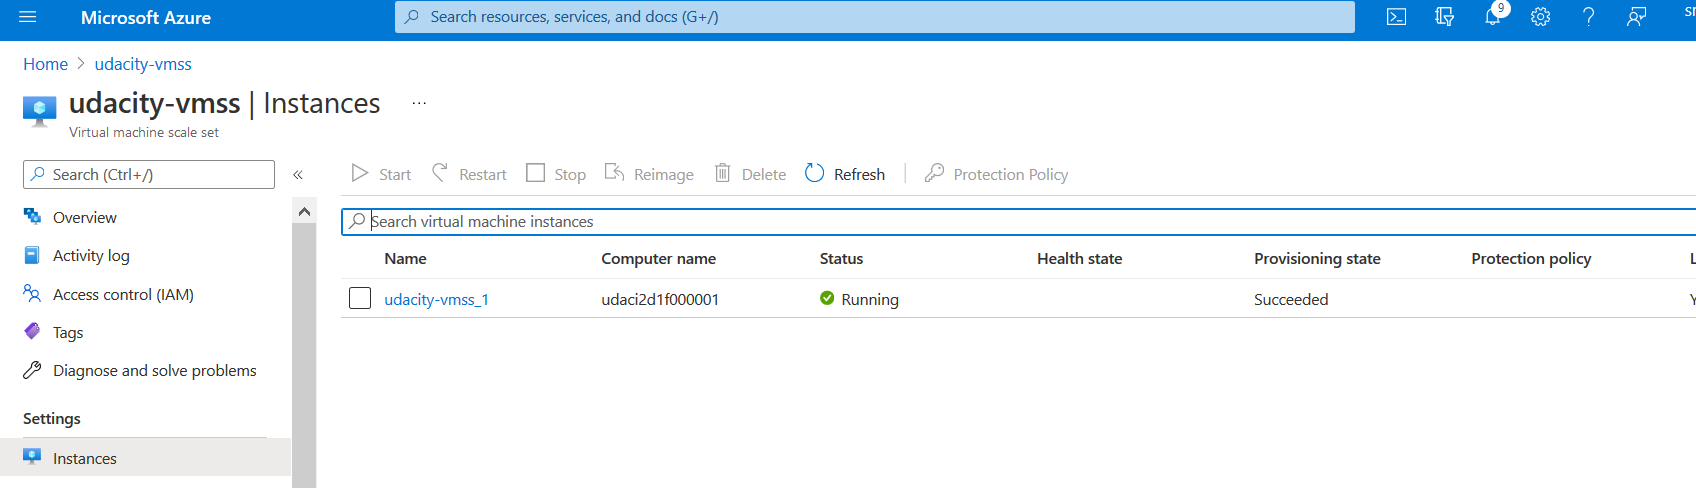 Microsoft Azure Search resources, services, and docs (G+/) 9
Home > udacity-vmss
udacity-vmss | Instances ...
Virtual machine scale set
Search (Ctrl+/) « Start Restart Stop Reimage Delete Refresh Protection Policy
Overview Search virtual machine instances
Activity log Name Computer name Status Health state Provisioning state Protection policy
Access control (IAM) udacity-vmss_1 udaci2d1f000001 Running Succeeded
Tags
Diagnose and solve problems
Settings
Instances